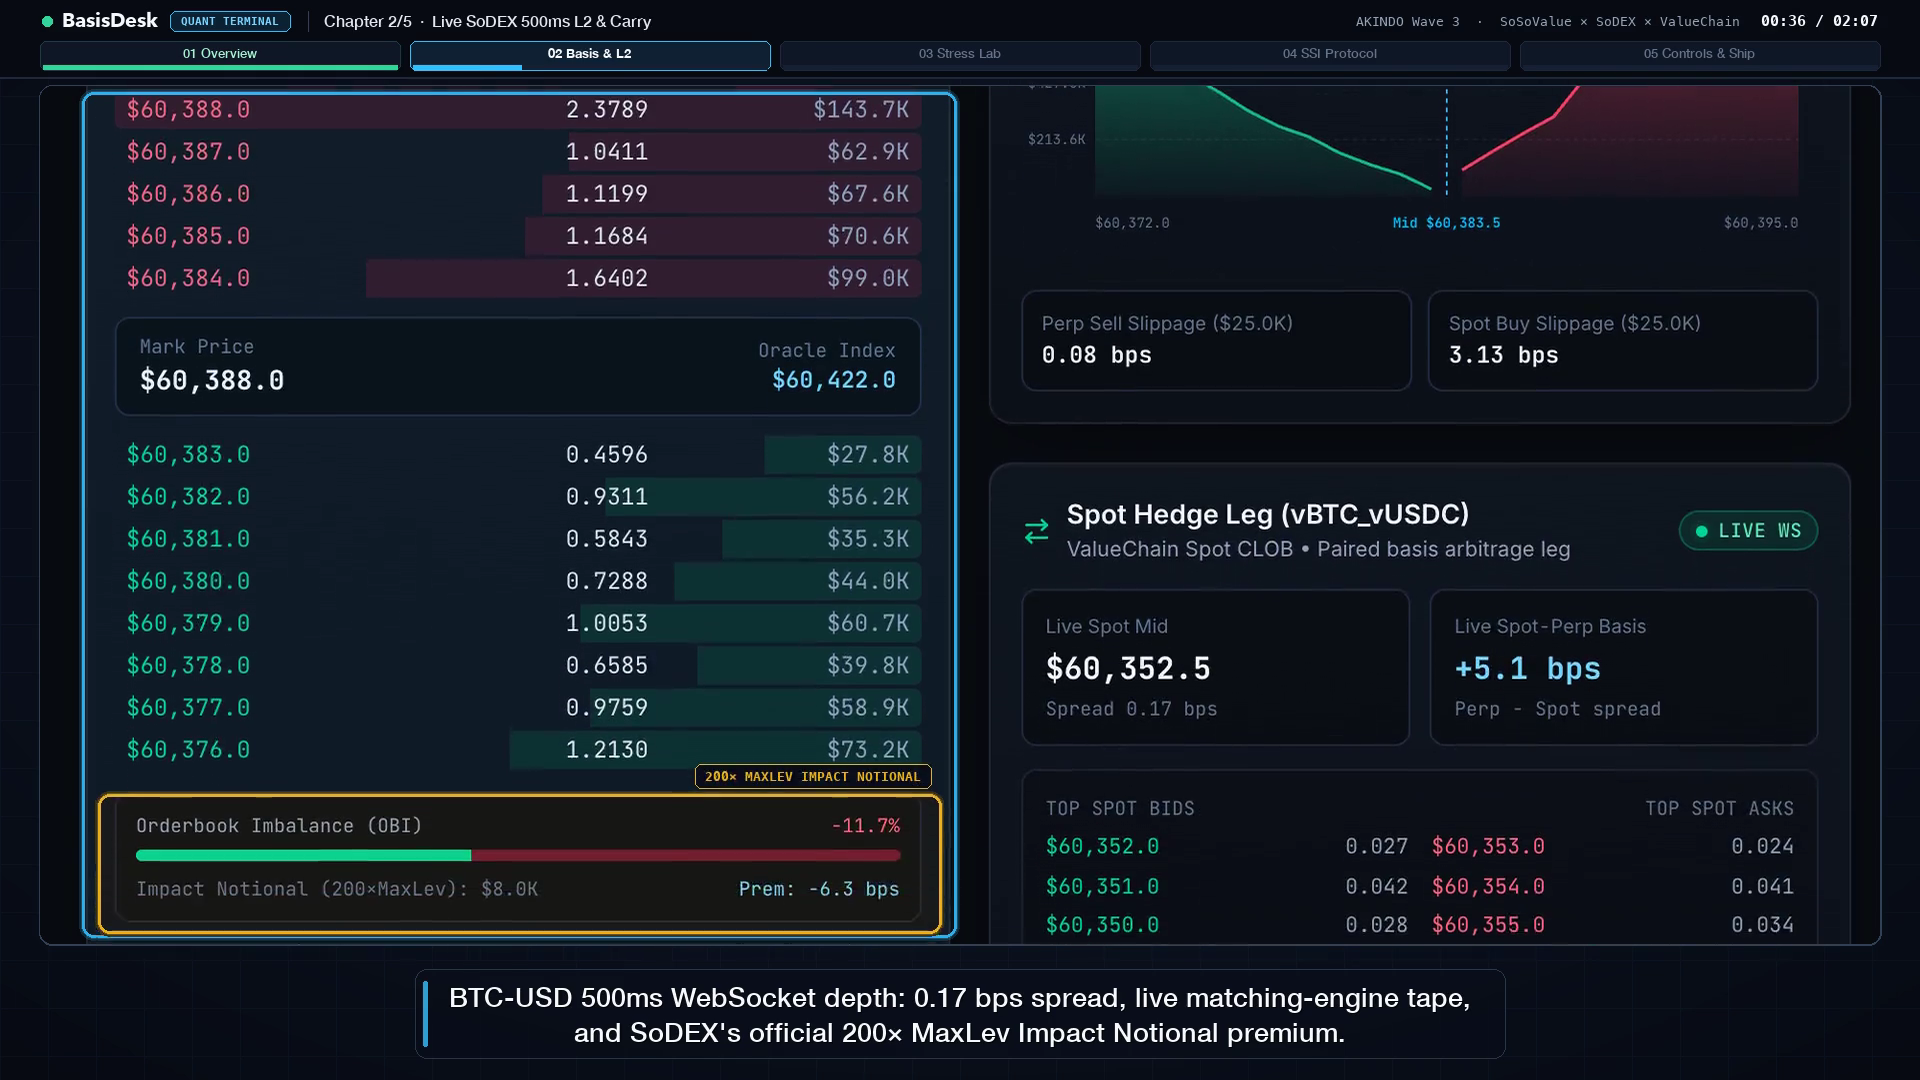 BasisDesk QUANT TERMINAL Chapter 2/5 · Live SoDEX 500ms L2 & Carry
AKINDO Wave 3 · SoSoValue × SoDEX × ValueChain 00:36 / 02:07
01 Overview
02 Basis & L2
03 Stress Lab
04 SSI Protocol
05 Controls & Ship
$60,388.0 2.3789 $143.7K
$60,387.0 1.0411 $62.9K
$60,386.0 1.1199 $67.6K
$60,385.0 1.1684 $70.6K
$60,384.0 1.6402 $99.0K
Mark Price Oracle Index
$60,388.0 $60,422.0
$60,383.0 0.4596 $27.8K
$60,382.0 0.9311 $56.2K
$60,381.0 0.5843 $35.3K
$60,380.0 0.7288 $44.0K
$60,379.0 1.0053 $60.7K
$60,378.0 0.6585 $39.8K
$60,377.0 0.9759 $58.9K
$60,376.0 1.2130 $73.2K
200× MAXLEV IMPACT NOTIONAL
Orderbook Imbalance (OBI) -11.7%
Impact Notional (200×MaxLev): $8.0K Prem: -6.3 bps
$213.6K
$60,372.0 Mid $60,383.5 $60,395.0
Perp Sell Slippage ($25.0K)
0.08 bps
Spot Buy Slippage ($25.0K)
3.13 bps
Spot Hedge Leg (vBTC_vUSDC)
ValueChain Spot CLOB • Paired basis arbitrage leg
LIVE WS
Live Spot Mid
$60,352.5
Spread 0.17 bps
Live Spot-Perp Basis
+5.1 bps
Perp - Spot spread
TOP SPOT BIDS TOP SPOT ASKS
$60,352.0 0.027 $60,353.0 0.024
$60,351.0 0.042 $60,354.0 0.041
$60,350.0 0.028 $60,355.0 0.034
BTC-USD 500ms WebSocket depth: 0.17 bps spread, live matching-engine tape,
and SoDEX's official 200× MaxLev Impact Notional premium.